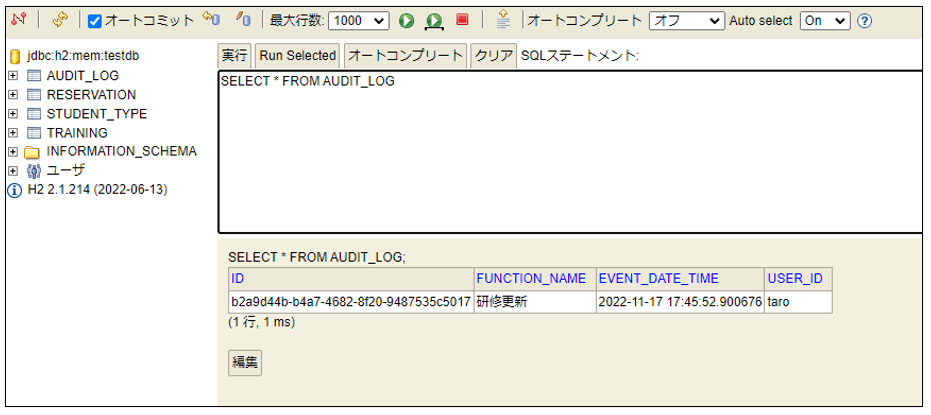 オートコミット 最大行数: 1000 オートコンプリート オフ Auto select On
jdbc:h2:mem:testdb
AUDIT_LOG
RESERVATION
STUDENT_TYPE
TRAINING
INFORMATION_SCHEMA
ユーザ
H2 2.1.214 (2022-06-13)
実行 Run Selected オートコンプリート クリア SQLステートメント:
SELECT * FROM AUDIT_LOG
SELECT * FROM AUDIT_LOG;
ID FUNCTION_NAME EVENT_DATE_TIME USER_ID
b2a9d44b-b4a7-4682-8f20-9487535c5017 研修更新 2022-11-17 17:45:52.900676 taro
(1 行, 1 ms)
編集